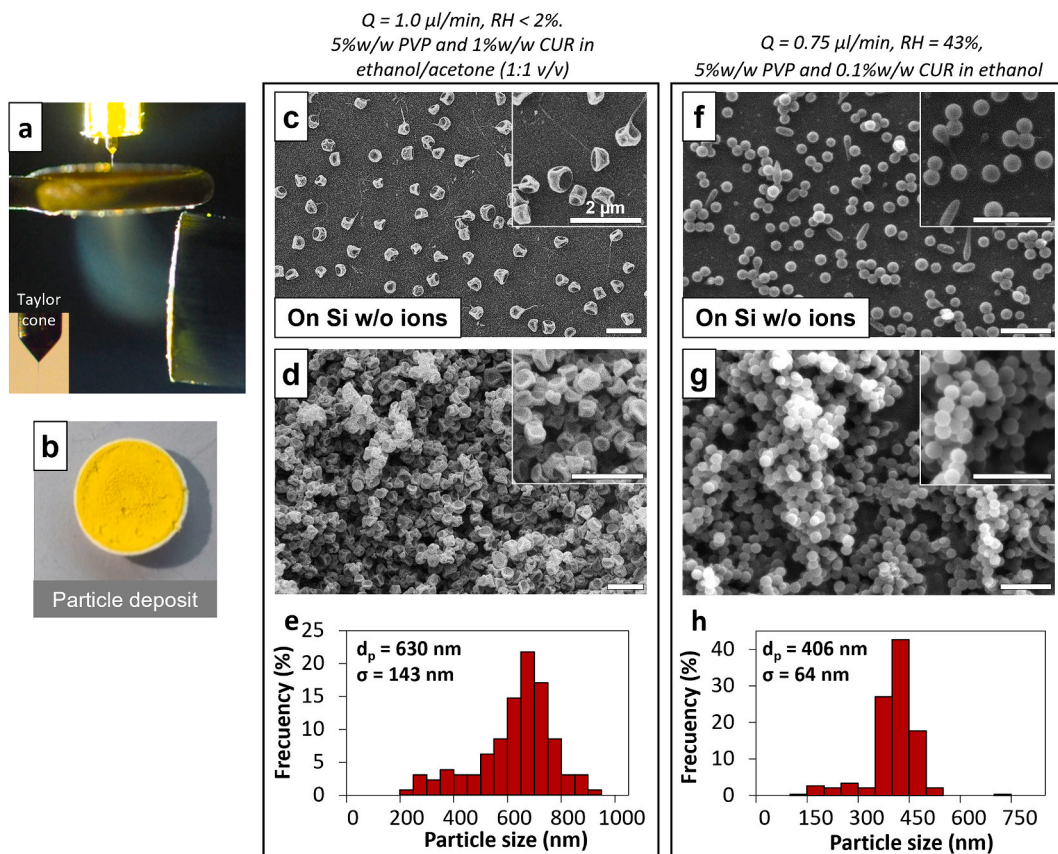 Q = 1.0 µl/min, RH < 2%.
5%w/w PVP and 1%w/w CUR in
ethanol/acetone (1:1 v/v)
Q = 0.75 µl/min, RH = 43%,
5%w/w PVP and 0.1%w/w CUR in ethanol
a
Taylor
cone
b
Particle deposit
c
2 µm
On Si w/o ions
d
e
25
20
15
10
5
0
Frecuency (%)
dp = 630 nm
σ = 143 nm
0 200 400 600 800 1000
Particle size (nm)
f
On Si w/o ions
g
h
40
30
20
10
0
Frecuency (%)
dp = 406 nm
σ = 64 nm
0 150 300 450 600 750
Particle size (nm)